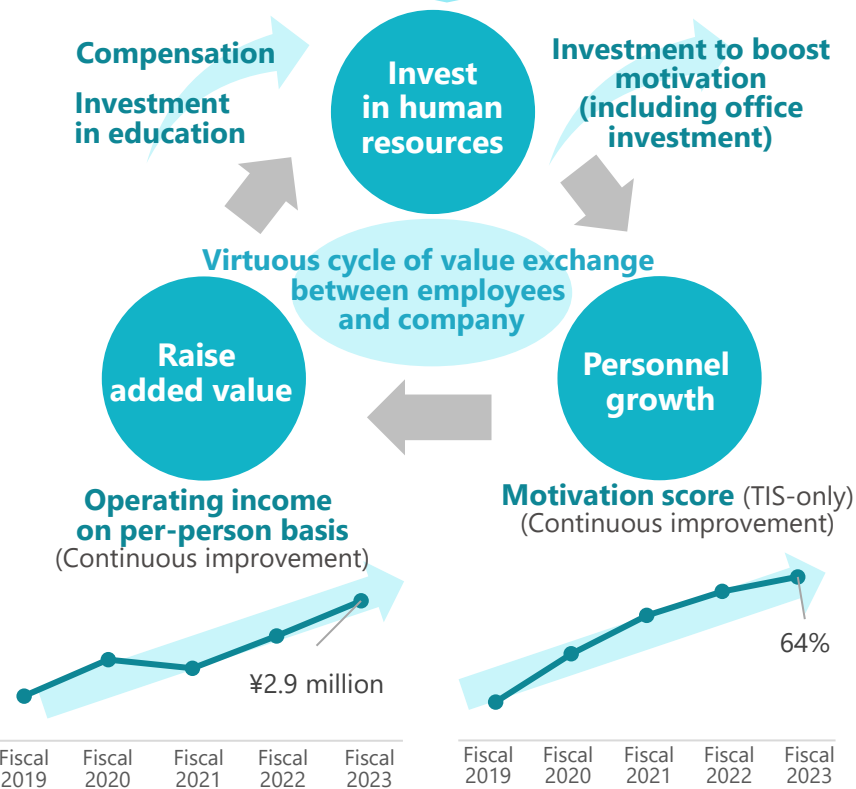 Compensation
Investment
in education
Invest
in human
resources
Investment to boost
motivation
(including office
investment)
Virtuous cycle of value exchange
between employees
and company
Raise
added value
Personnel
growth
Operating income
on per-person basis
(Continuous improvement)
¥2.9 million
Fiscal
2019
Fiscal
2020
Fiscal
2021
Fiscal
2022
Fiscal
2023
Motivation score (TIS-only)
(Continuous improvement)
64%
Fiscal
2019
Fiscal
2020
Fiscal
2021
Fiscal
2022
Fiscal
2023